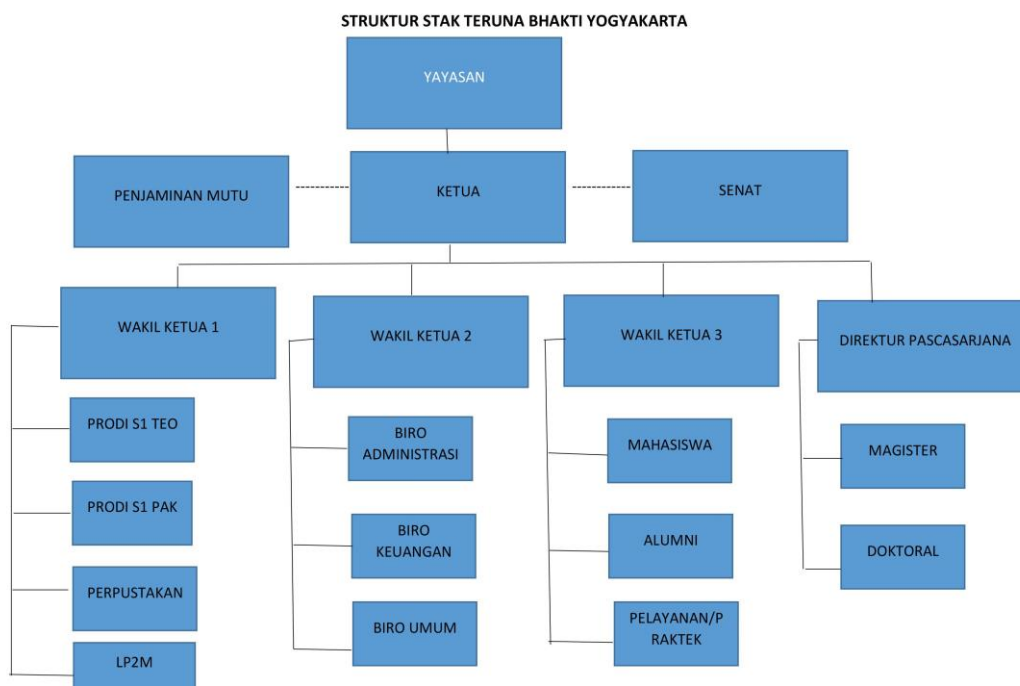 STRUKTUR STAK TERUNA BHAKTI YOGYAKARTA
YAYASAN
PENJAMINAN MUTU
KETUA
SENAT
WAKIL KETUA 1
WAKIL KETUA 2
WAKIL KETUA 3
DIREKTUR PASCASARJANA
PRODI S1 TEO
BIRO
ADMINISTRASI
MAHASISWA
MAGISTER
PRODI S1 PAK
BIRO
KEUANGAN
ALUMNI
DOKTORAL
PERPUSTAKAN
BIRO UMUM
PELAYANAN/P
RAKTEK
LP2M